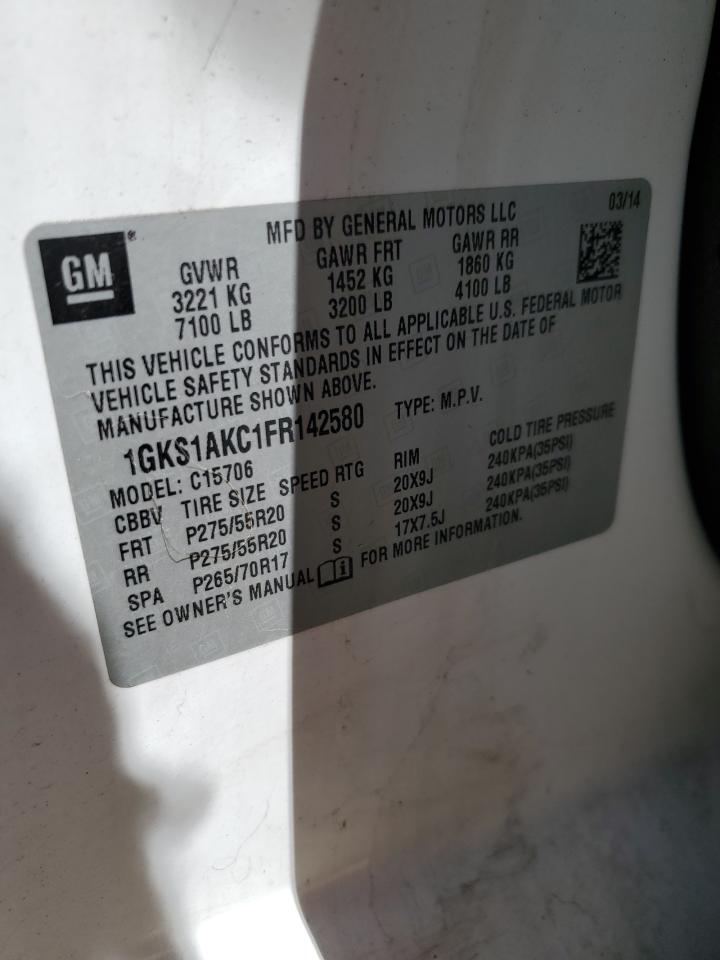 GM®
MFD BY GENERAL MOTORS LLC 03/14
GVWR GAWR FRT GAWR RR
3221 KG 1452 KG 1860 KG
7100 LB 3200 LB 4100 LB
THIS VEHICLE CONFORMS TO ALL APPLICABLE U.S. FEDERAL MOTOR
VEHICLE SAFETY STANDARDS IN EFFECT ON THE DATE OF
MANUFACTURE SHOWN ABOVE.
1GKS1AKC1FR142580 TYPE: M.P.V.
MODEL: C15706
CBBV TIRE SIZE SPEED RTG RIM COLD TIRE PRESSURE
FRT P275/55R20 S 20X9J 240KPA(35PSI)
RR P275/55R20 S 20X9J 240KPA(35PSI)
SPA P265/70R17 S 17X7.5J 240KPA(35PSI)
SEE OWNER'S MANUAL FOR MORE INFORMATION.